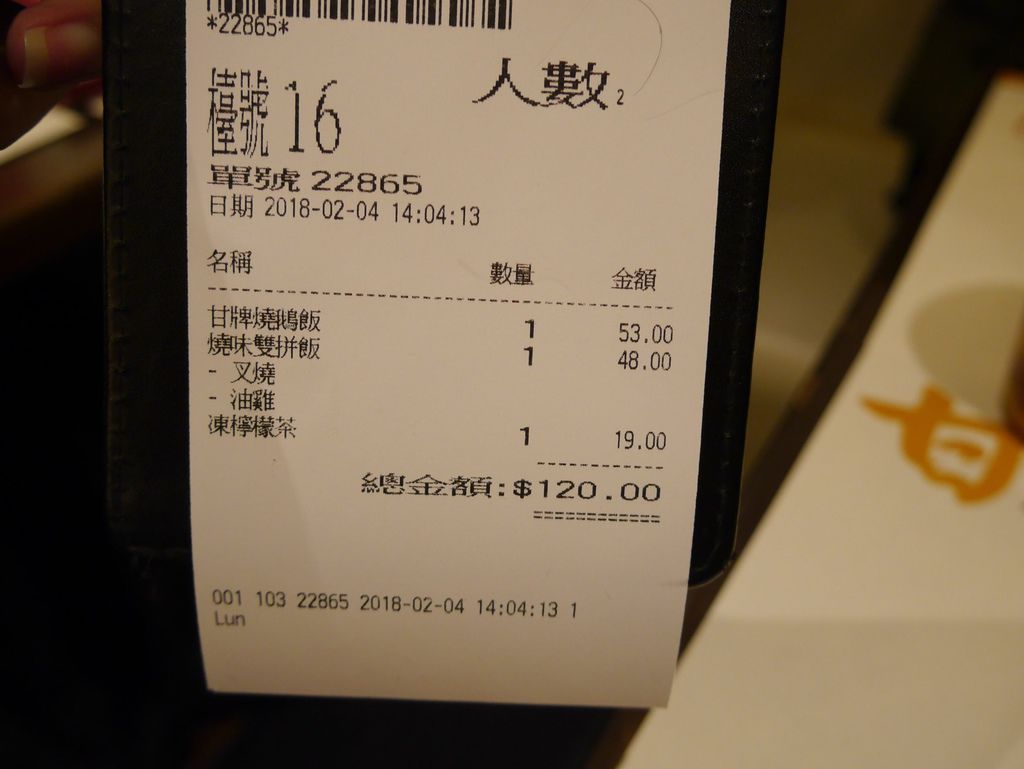 *22865*
人數 2
檯號 16
單號 22865
日期 2018-02-04 14:04:13
名稱 數量 金額
甘牌燒鵝飯 1 53.00
燒味雙拼飯 1 48.00
- 叉燒
- 油雞
凍檸檬茶 1 19.00
總金額:$120.00
001 103 22865 2018-02-04 14:04:13 1
Lun
甘